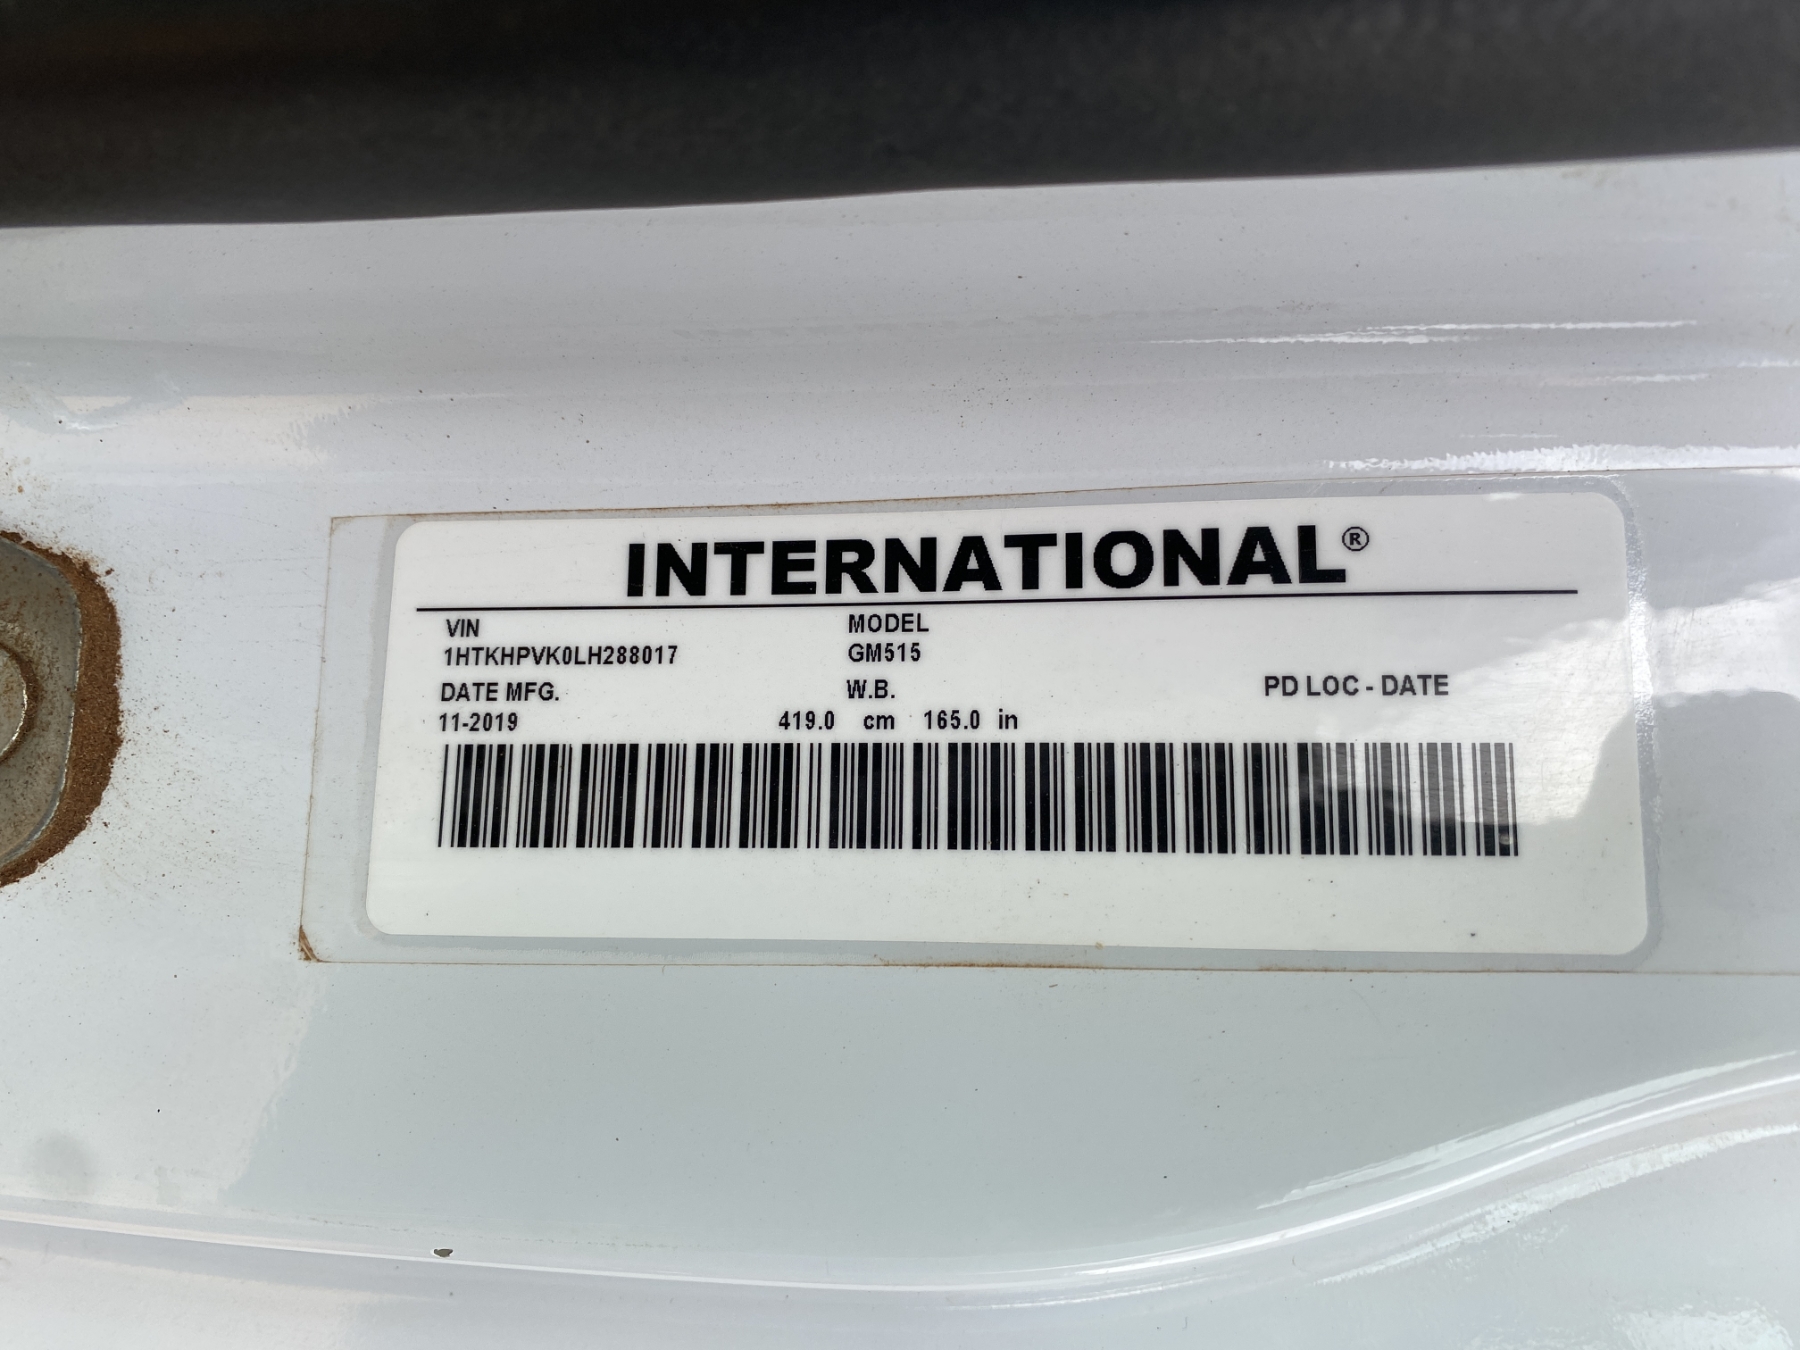 INTERNATIONAL®
VIN MODEL
1HTKHPVK0LH288017 GM515
DATE MFG. W.B. PD LOC - DATE
11-2019 419.0 cm 165.0 in